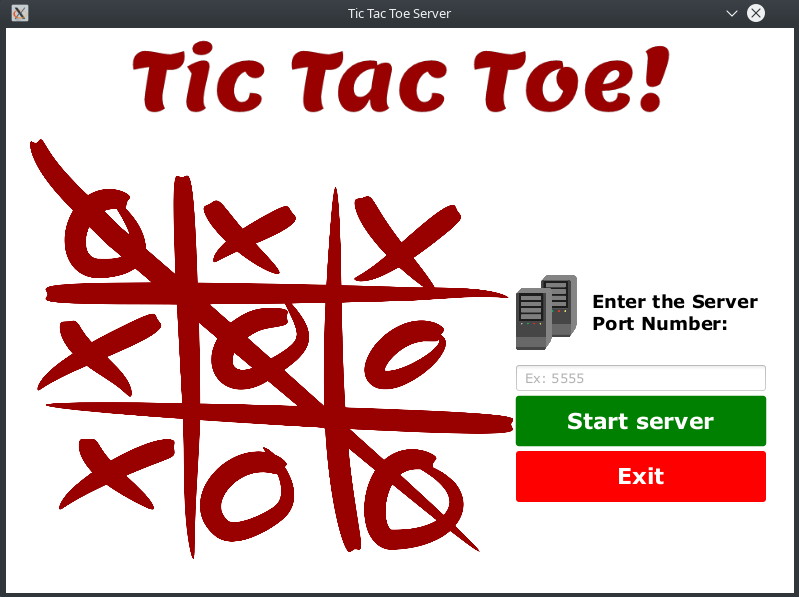 Tic Tac Toe Server
Tic Tac Toe!
O X X
X O O
X O O
Enter the Server
Port Number:
Ex: 5555
Start server
Exit